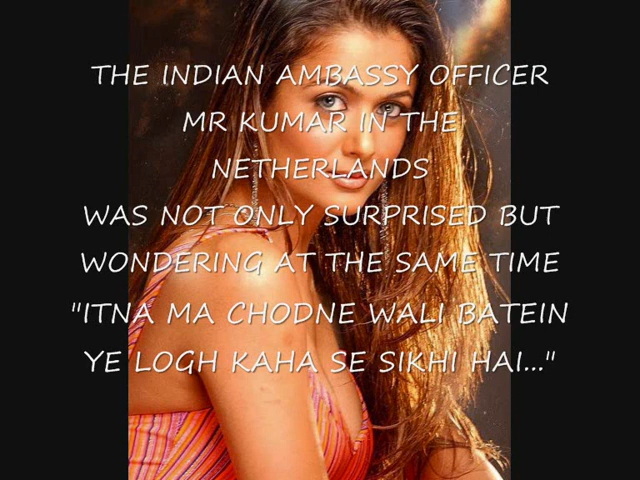 THE INDIAN AMBASSY OFFICER
MR KUMAR IN THE
NETHERLANDS
WAS NOT ONLY SURPRISED BUT
WONDERING AT THE SAME TIME
"ITNA MA CHODNE WALI BATEIN
YE LOGH KAHA SE SIKHI HAI..."